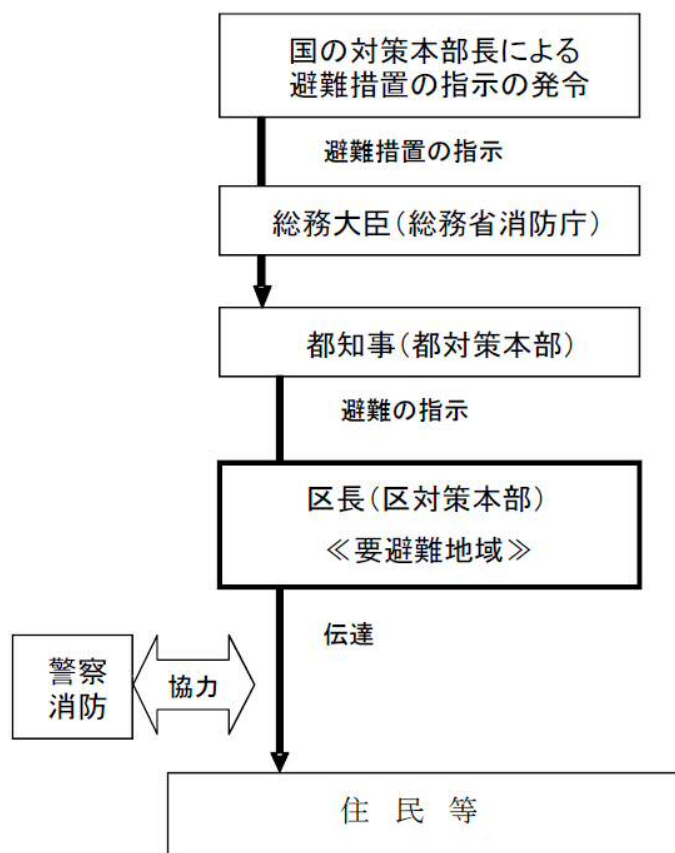 国の対策本部長による
避難措置の指示の発令
避難措置の指示
総務大臣(総務省消防庁)
都知事(都対策本部)
避難の指示
区長(区対策本部)
≪要避難地域≫
伝達
警察
消防
協力
住 民 等